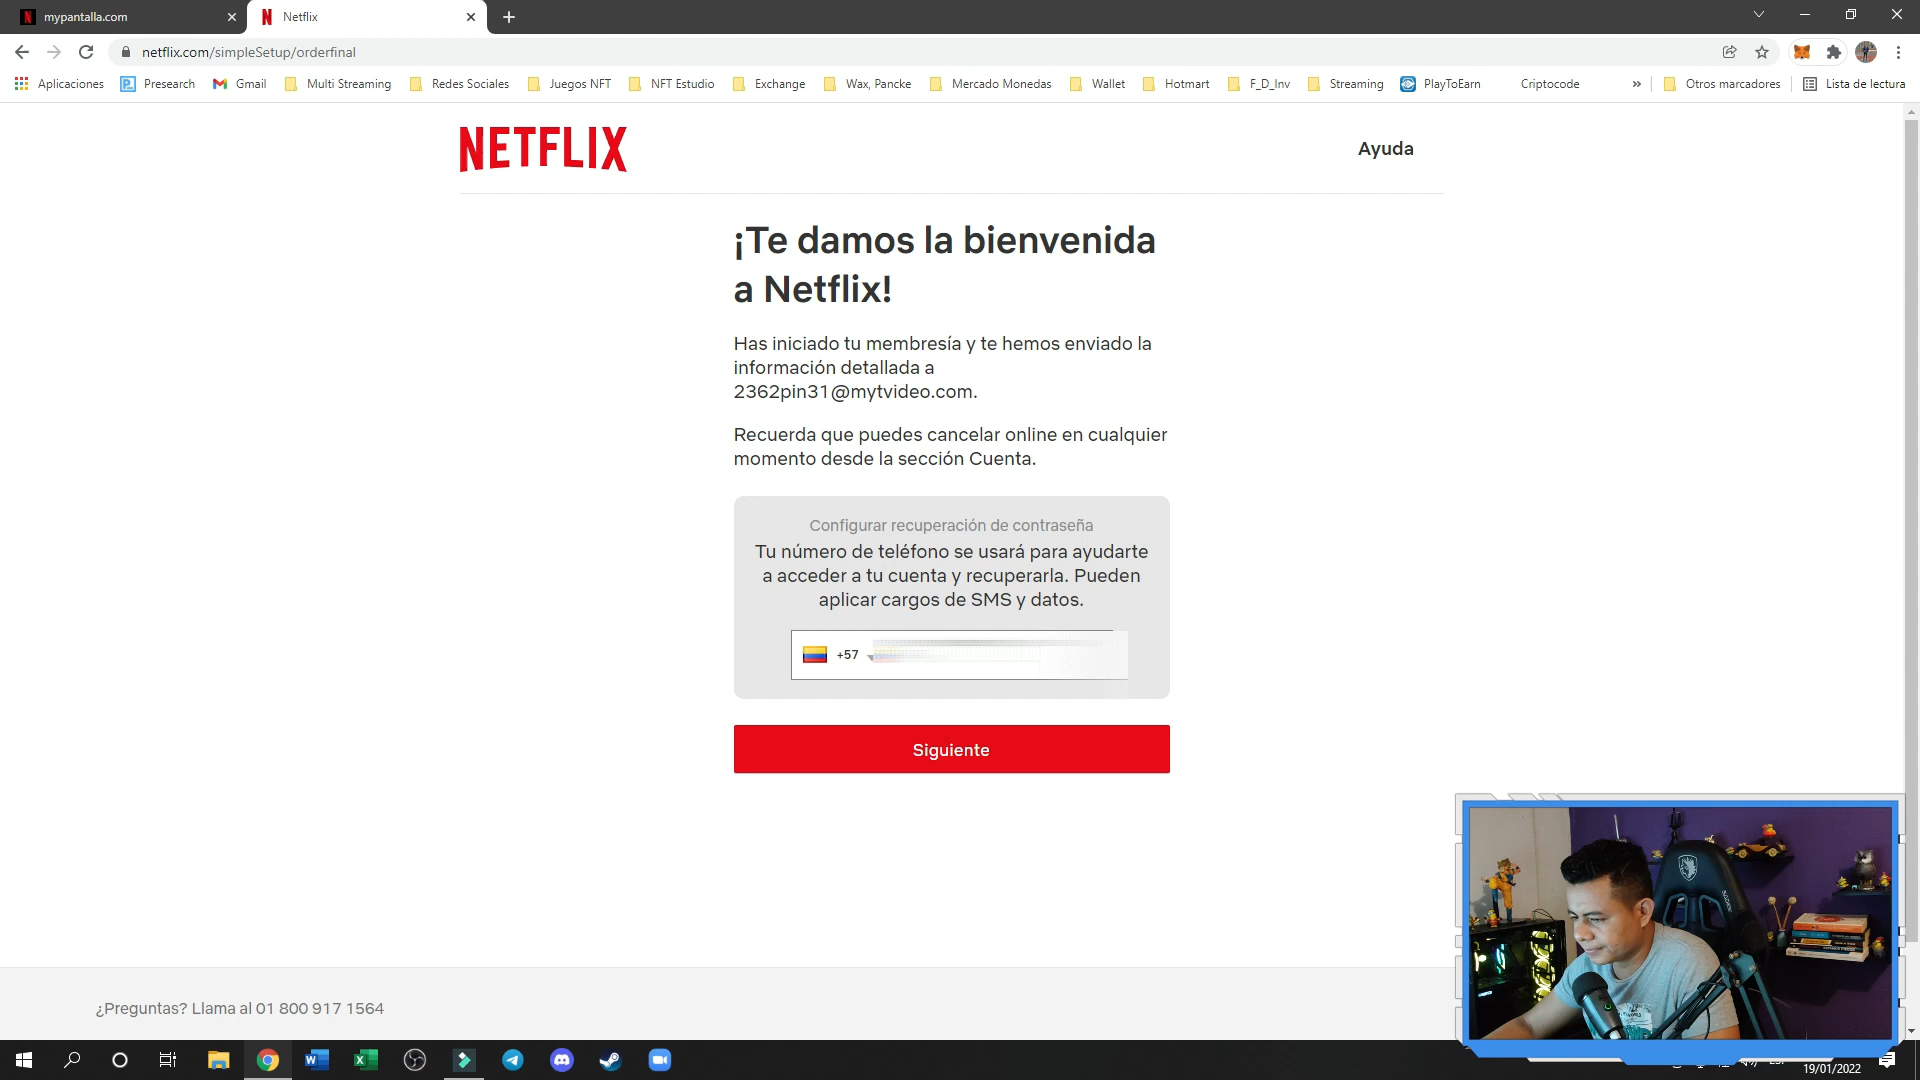 mypantalla.com
Netflix
netflix.com/simpleSetup/orderfinal
Aplicaciones Presearch Gmail Multi Streaming Redes Sociales Juegos NFT NFT Estudio Exchange Wax, Pancke Mercado Monedas Wallet Hotmart F_D_Inv Streaming PlayToEarn Criptocode » Otros marcadores Lista de lectura
NETFLIX
Ayuda
¡Te damos la bienvenida
a Netflix!
Has iniciado tu membresía y te hemos enviado la
información detallada a
2362pin31@mytvideo.com.
Recuerda que puedes cancelar online en cualquier
momento desde la sección Cuenta.
Configurar recuperación de contraseña
Tu número de teléfono se usará para ayudarte
a acceder a tu cuenta y recuperarla. Pueden
aplicar cargos de SMS y datos.
+57
Siguiente
¿Preguntas? Llama al 01 800 917 1564
19/01/2022